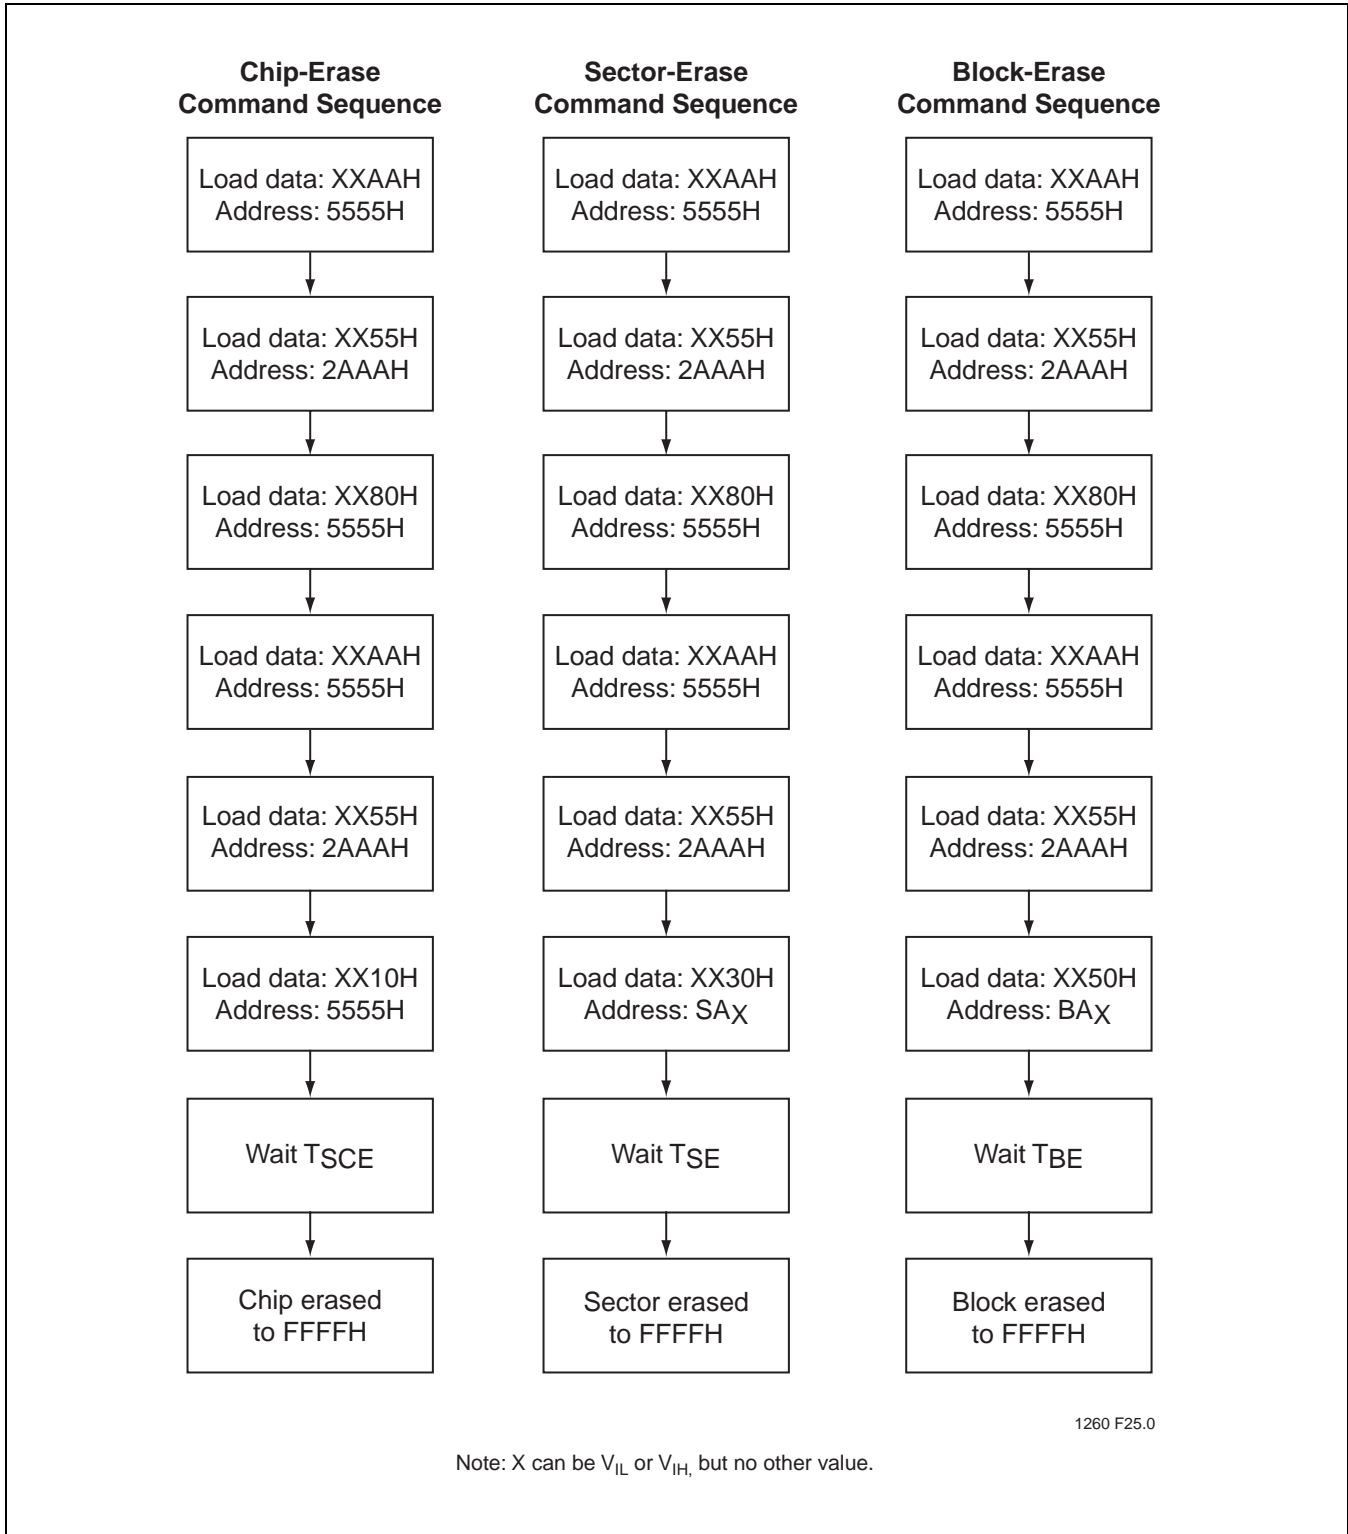 Chip-Erase
Command Sequence
Load data: XXAAH
Address: 5555H
Load data: XX55H
Address: 2AAAH
Load data: XX80H
Address: 5555H
Load data: XXAAH
Address: 5555H
Load data: XX55H
Address: 2AAAH
Load data: XX10H
Address: 5555H
Wait TSCE
Chip erased
to FFFFH
Sector-Erase
Command Sequence
Load data: XXAAH
Address: 5555H
Load data: XX55H
Address: 2AAAH
Load data: XX80H
Address: 5555H
Load data: XXAAH
Address: 5555H
Load data: XX55H
Address: 2AAAH
Load data: XX30H
Address: SAX
Wait TSE
Sector erased
to FFFFH
Block-Erase
Command Sequence
Load data: XXAAH
Address: 5555H
Load data: XX55H
Address: 2AAAH
Load data: XX80H
Address: 5555H
Load data: XXAAH
Address: 5555H
Load data: XX55H
Address: 2AAAH
Load data: XX50H
Address: BAX
Wait TBE
Block erased
to FFFFH
1260 F25.0
Note: X can be VIL or VIH, but no other value.